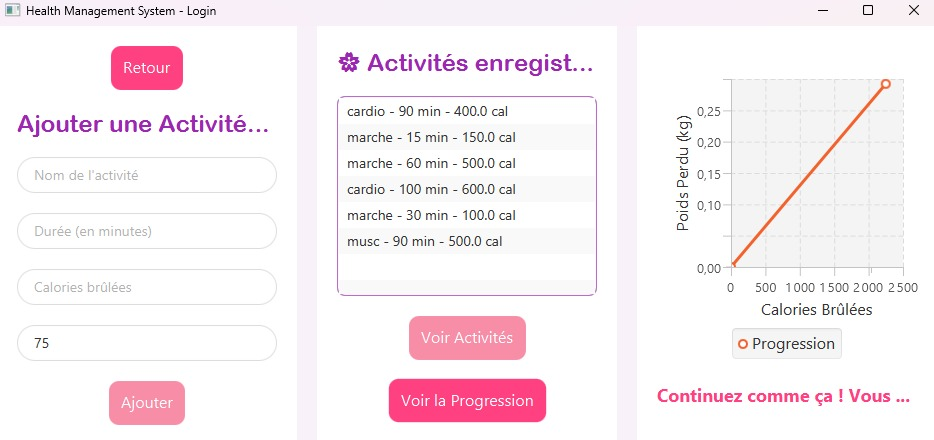 Health Management System - Login
Retour
Ajouter une Activité...
Nom de l'activité
Durée (en minutes)
Calories brûlées
75
Ajouter
Activités enregist...
cardio - 90 min - 400.0 cal
marche - 15 min - 150.0 cal
marche - 60 min - 500.0 cal
cardio - 100 min - 600.0 cal
marche - 30 min - 100.0 cal
musc - 90 min - 500.0 cal
Voir Activités
Voir la Progression
Poids Perdu (kg)
0,25
0,20
0,15
0,10
0,00
0 500 1 000 1 500 2 000 2 500
Calories Brûlées
Progression
Continuez comme ça ! Vous ...